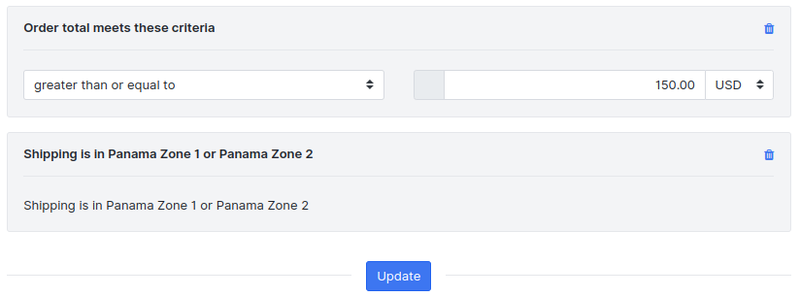 Order total meets these criteria
greater than or equal to 150.00 USD
Shipping is in Panama Zone 1 or Panama Zone 2
Shipping is in Panama Zone 1 or Panama Zone 2
Update